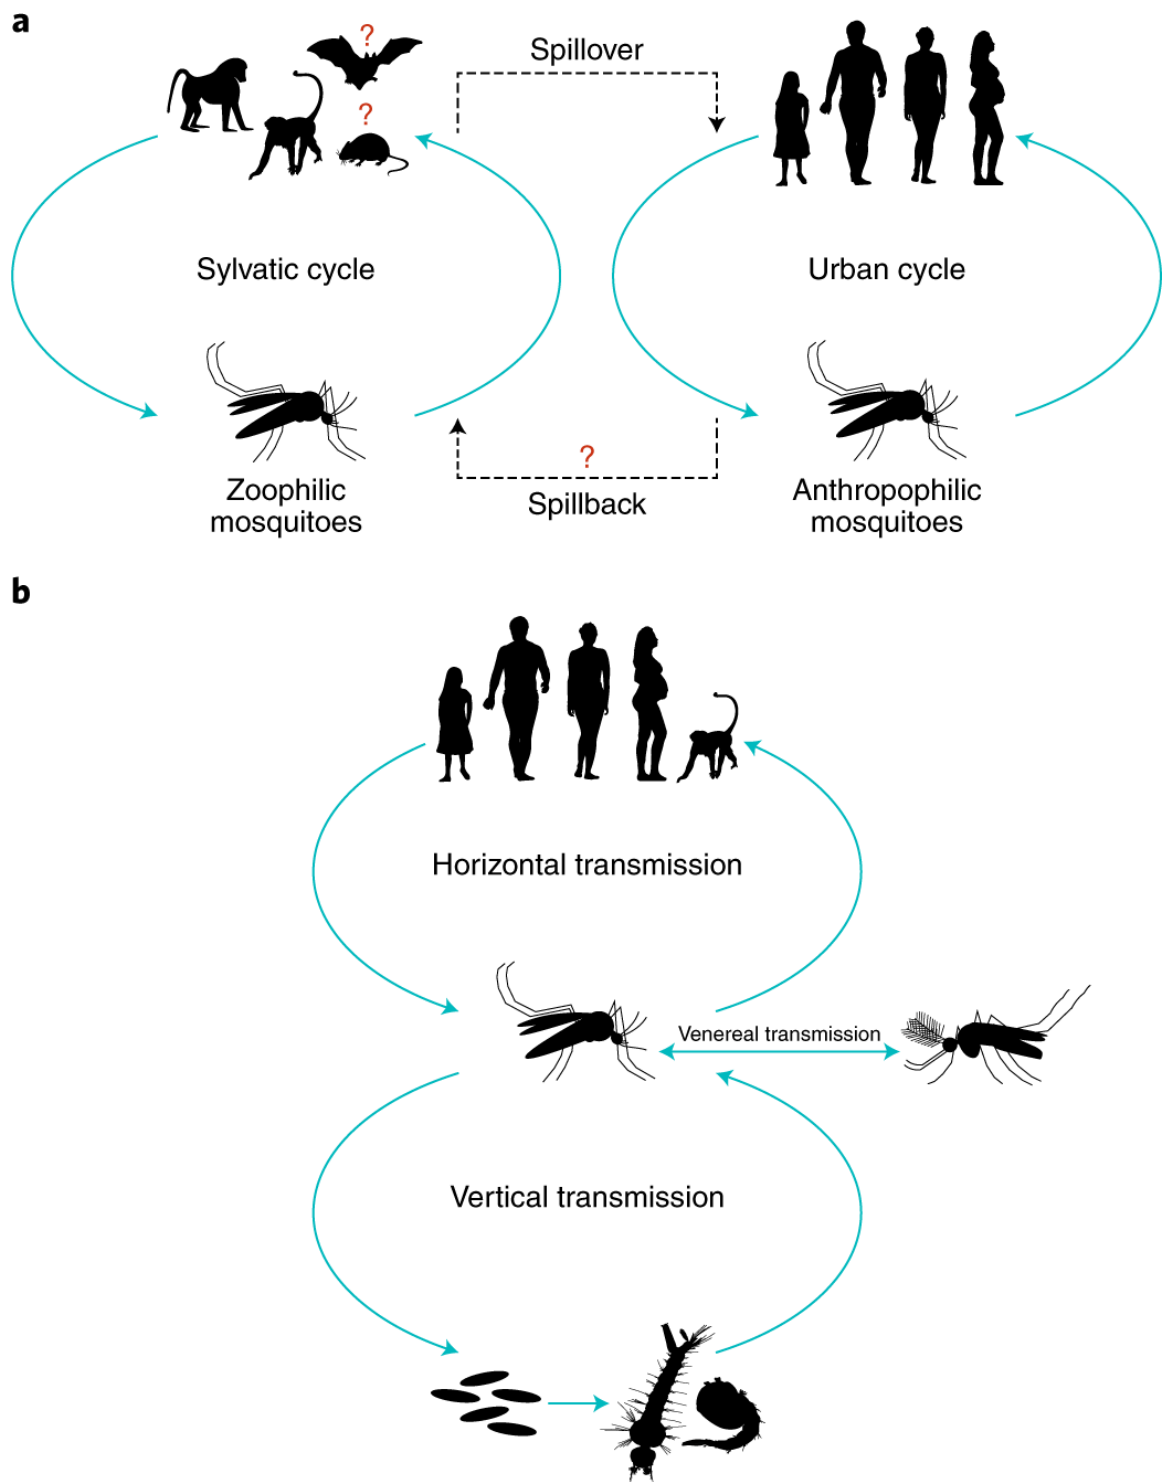 a
?
Spillover
?
Sylvatic cycle
Urban cycle
?
Zoophilic
mosquitoes
Spillback
Anthropophilic
mosquitoes
b
Horizontal transmission
Venereal transmission
Vertical transmission